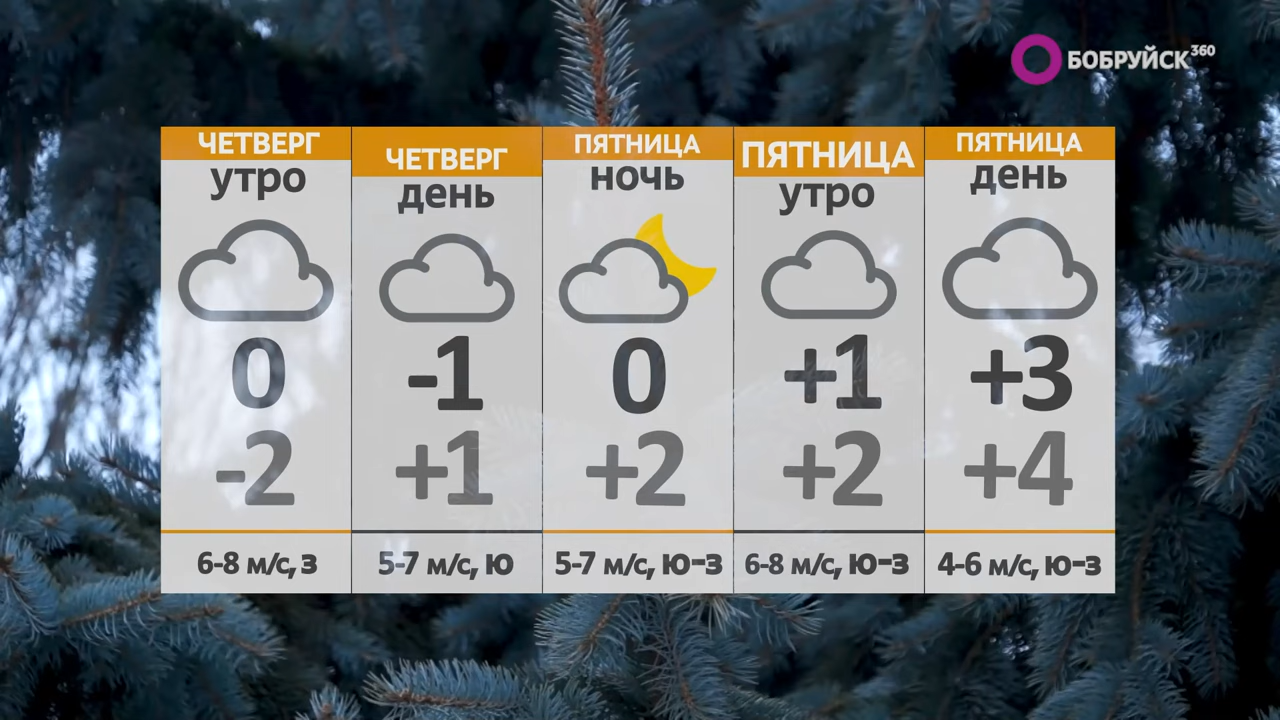 БОБРУЙСК360
ЧЕТВЕРГ
утро
0
-2
6-8 м/с, з
ЧЕТВЕРГ
день
-1
+1
5-7 м/с, ю
ПЯТНИЦА
ночь
0
+2
5-7 м/с, ю-з
ПЯТНИЦА
утро
+1
+2
6-8 м/с, ю-з
ПЯТНИЦА
день
+3
+4
4-6 м/с, ю-з